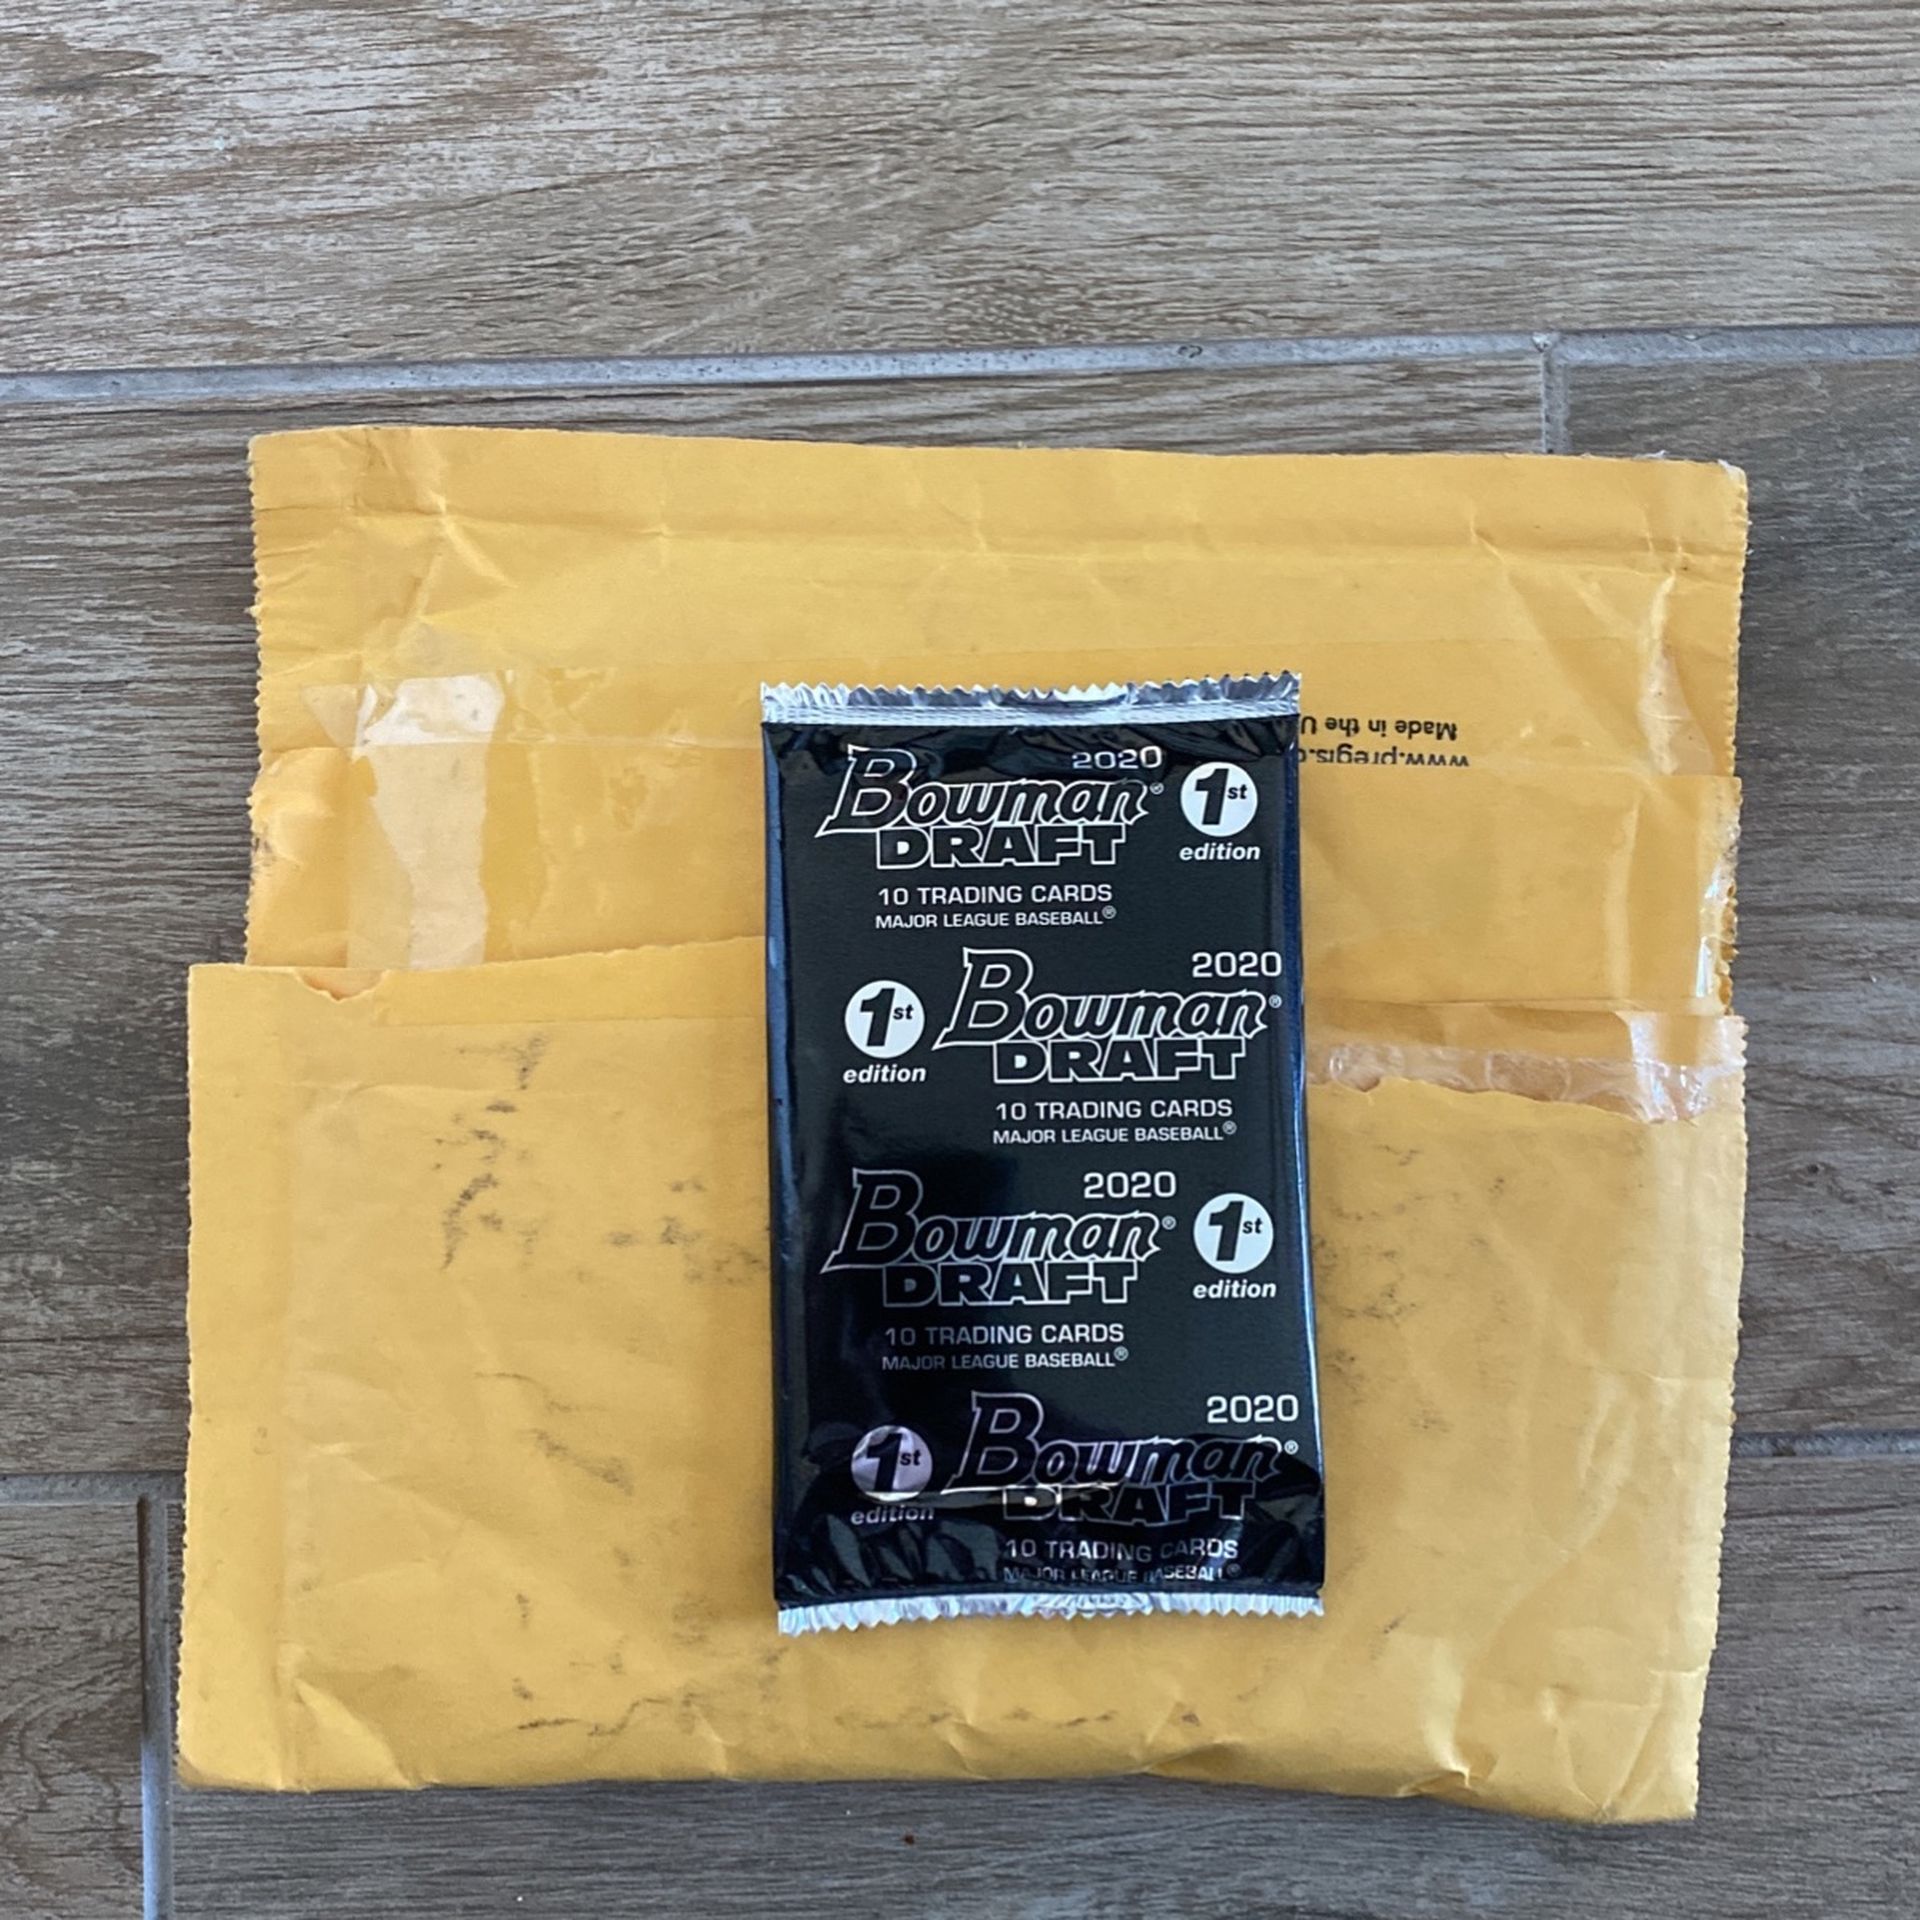 Made in the U
www.pregis.c
2020
Bowman®
DRAFT
1st
edition
10 TRADING CARDS
MAJOR LEAGUE BASEBALL®
2020
Bowman®
DRAFT
1st
edition
10 TRADING CARDS
MAJOR LEAGUE BASEBALL®
2020
Bowman®
DRAFT
1st
edition
10 TRADING CARDS
MAJOR LEAGUE BASEBALL®
2020
Bowman®
DRAFT
1st
edition
10 TRADING CARDS
MAJOR LEAGUE BASEBALL®